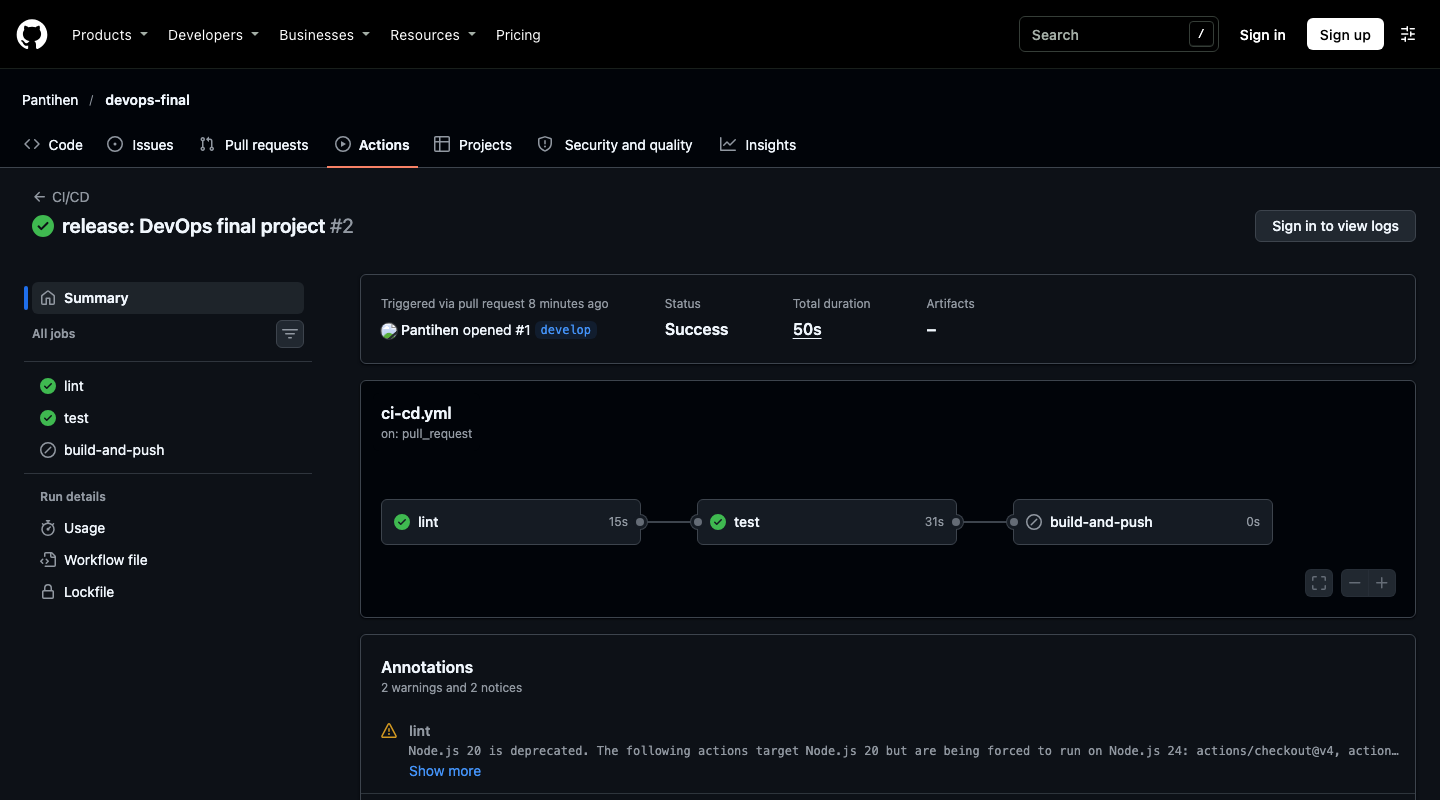 Products Developers Businesses Resources Pricing Search / Sign in Sign up
Pantihen / devops-final
Code Issues Pull requests Actions Projects Security and quality Insights
CI/CD
release: DevOps final project #2
Sign in to view logs
Summary
All jobs
lint
test
build-and-push
Run details
Usage
Workflow file
Lockfile
Triggered via pull request 8 minutes ago
Pantihen opened #1 develop
Status
Success
Total duration
50s
Artifacts
–
ci-cd.yml
on: pull_request
lint 15s
test 31s
build-and-push 0s
Annotations
2 warnings and 2 notices
lint
Node.js 20 is deprecated. The following actions target Node.js 20 but are being forced to run on Node.js 24: actions/checkout@v4, action…
Show more